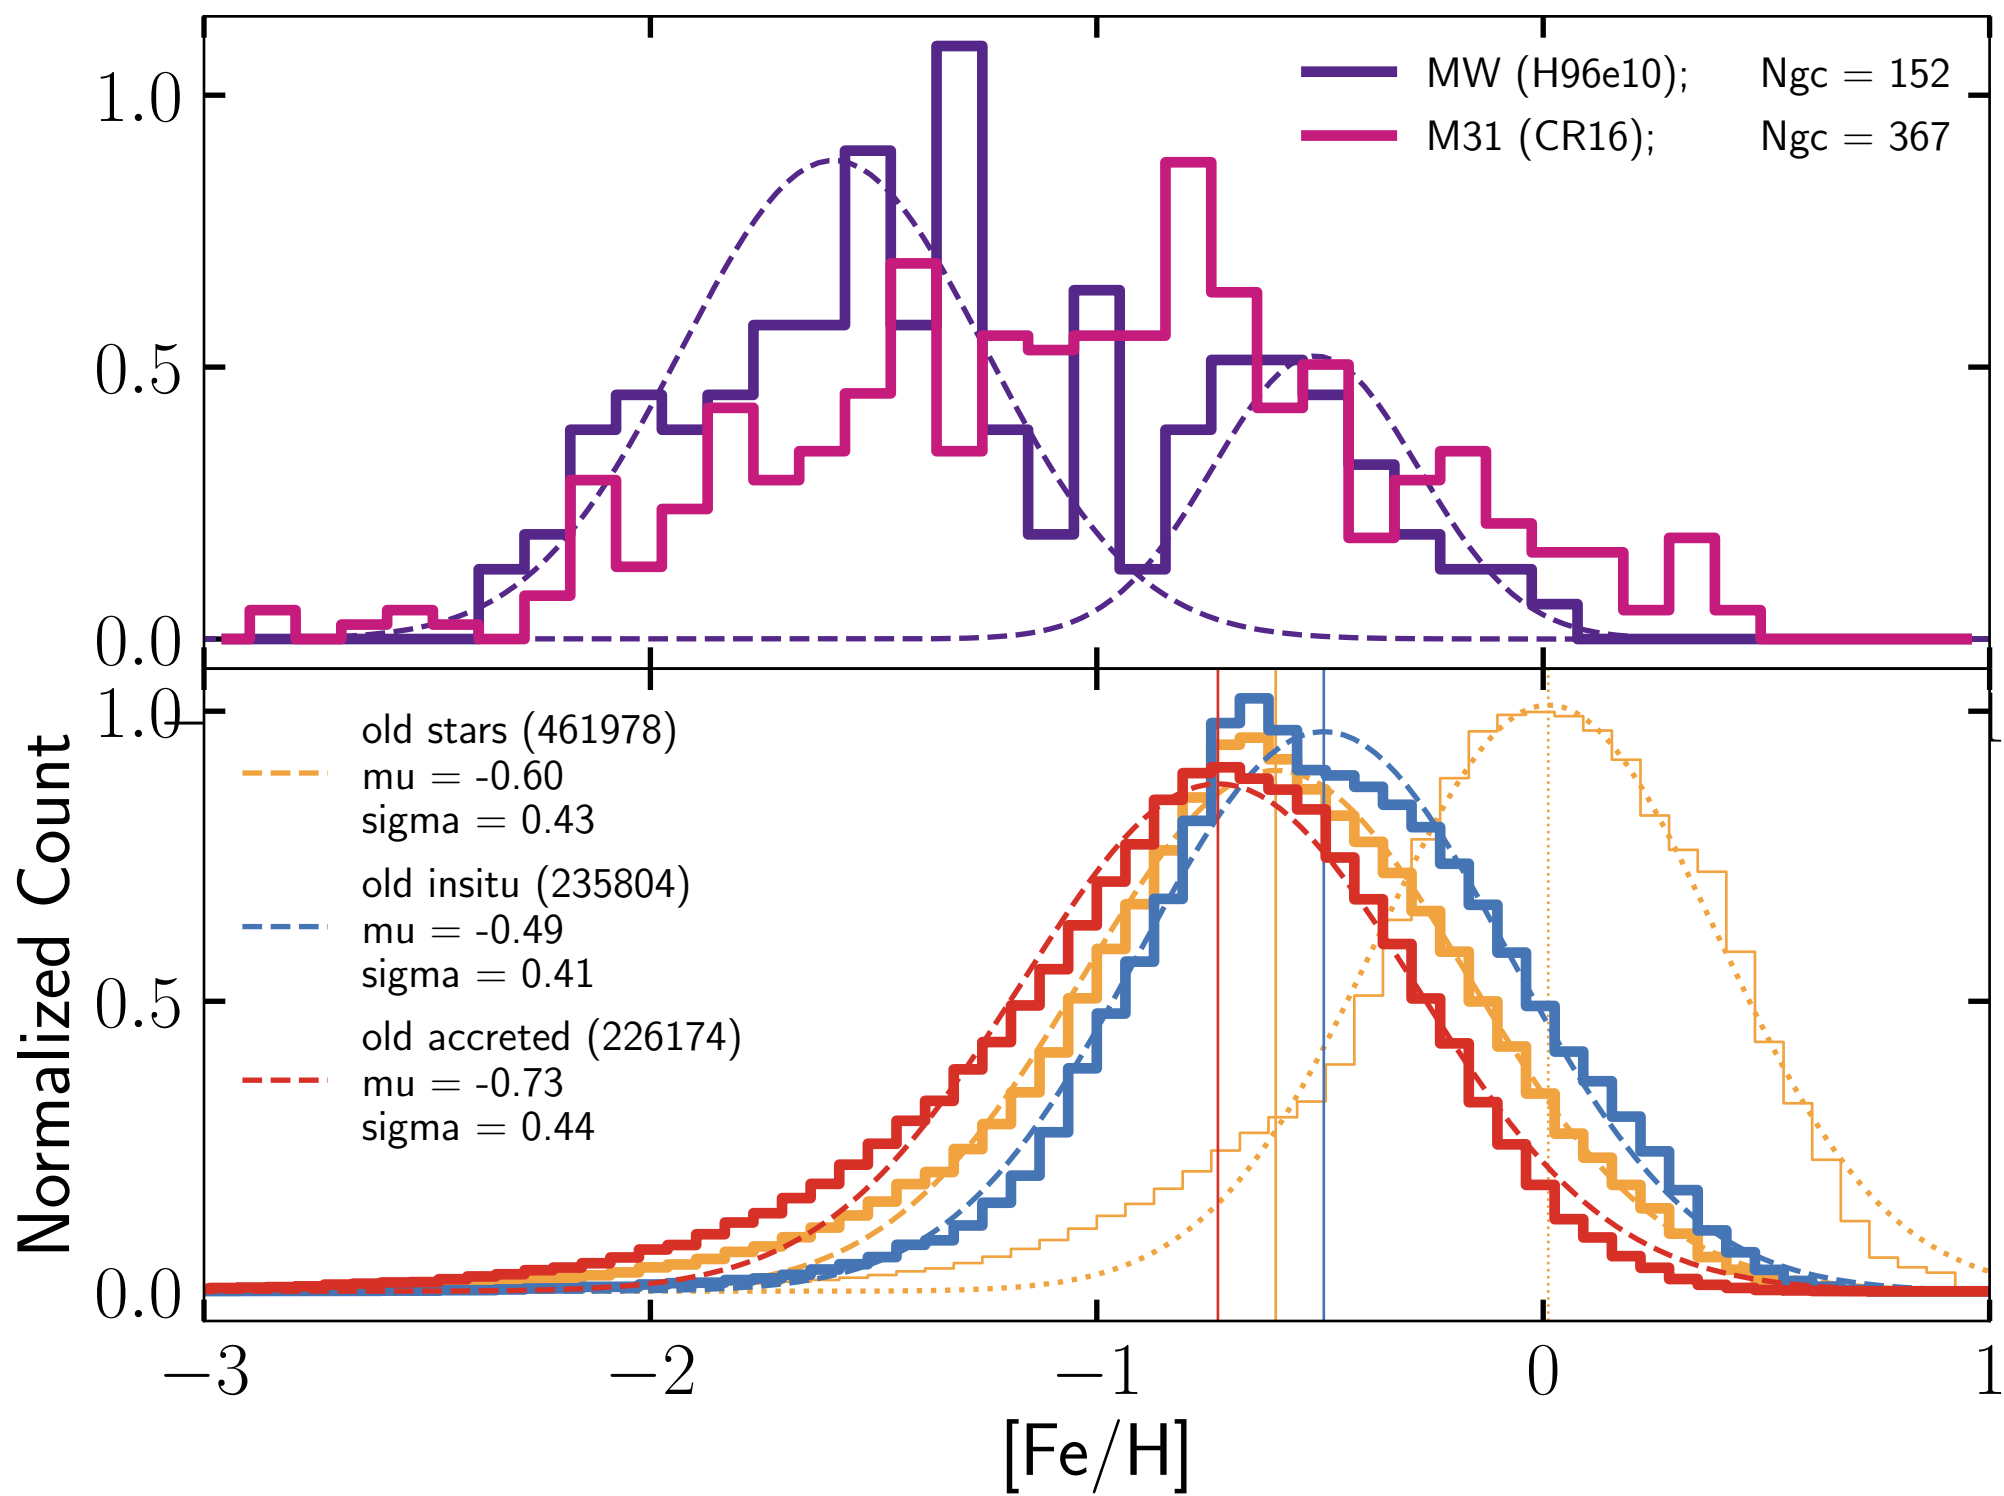 1.0
0.5
0.0
MW (H96e10); Ngc = 152
M31 (CR16); Ngc = 367
Normalized Count
1.0
0.5
0.0
old stars (461978)
mu = -0.60
sigma = 0.43
old insitu (235804)
mu = -0.49
sigma = 0.41
old accreted (226174)
mu = -0.73
sigma = 0.44
−3 −2 −1 0 1
[Fe/H]